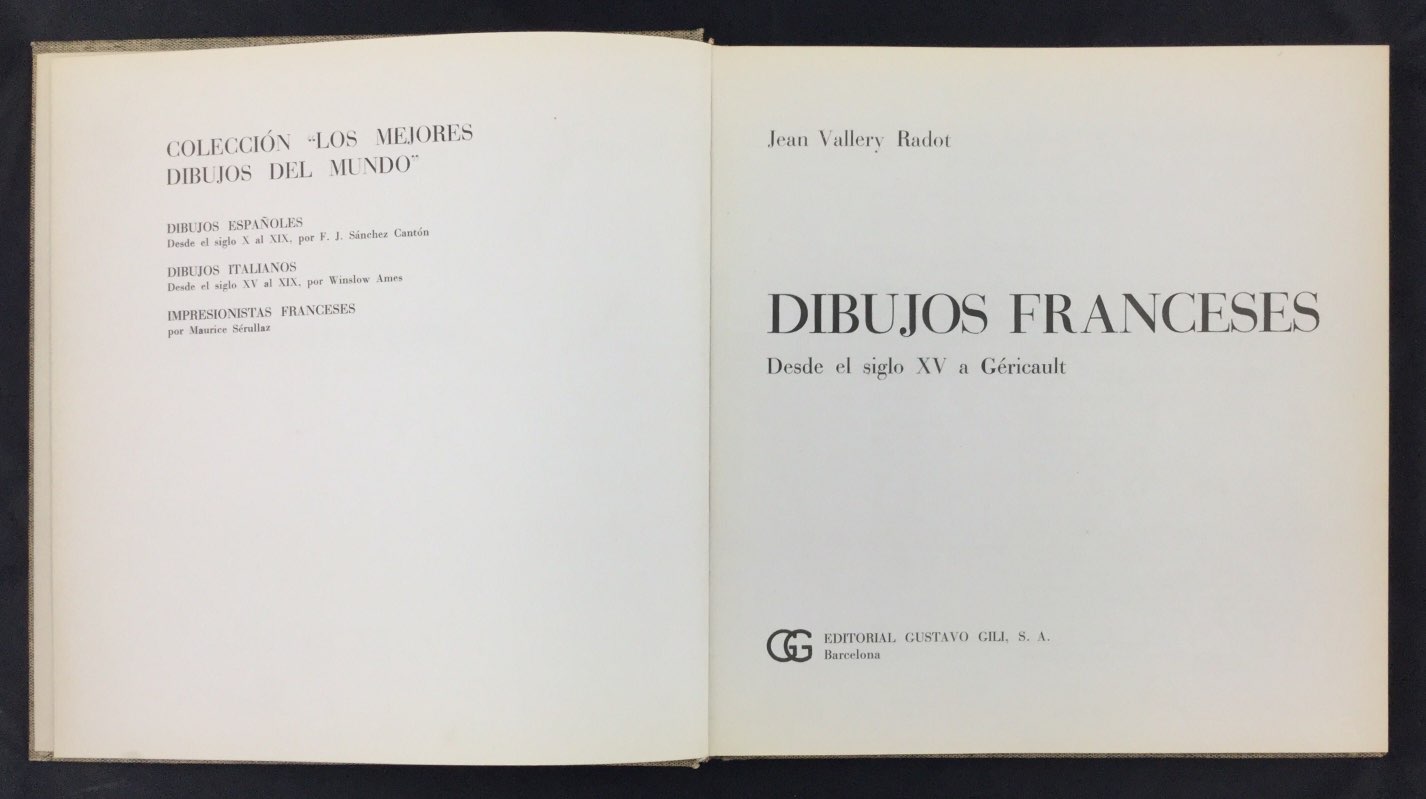 COLECCIÓN “LOS MEJORES
DIBUJOS DEL MUNDO”
DIBUJOS ESPAÑOLES
Desde el siglo X al XIX, por F. J. Sánchez Cantón
DIBUJOS ITALIANOS
Desde el siglo XV al XIX, por Winslow Ames
IMPRESIONISTAS FRANCESES
por Maurice Sérullaz
Jean Vallery Radot
DIBUJOS FRANCESES
Desde el siglo XV a Géricault
GG EDITORIAL GUSTAVO GILI, S. A.
Barcelona